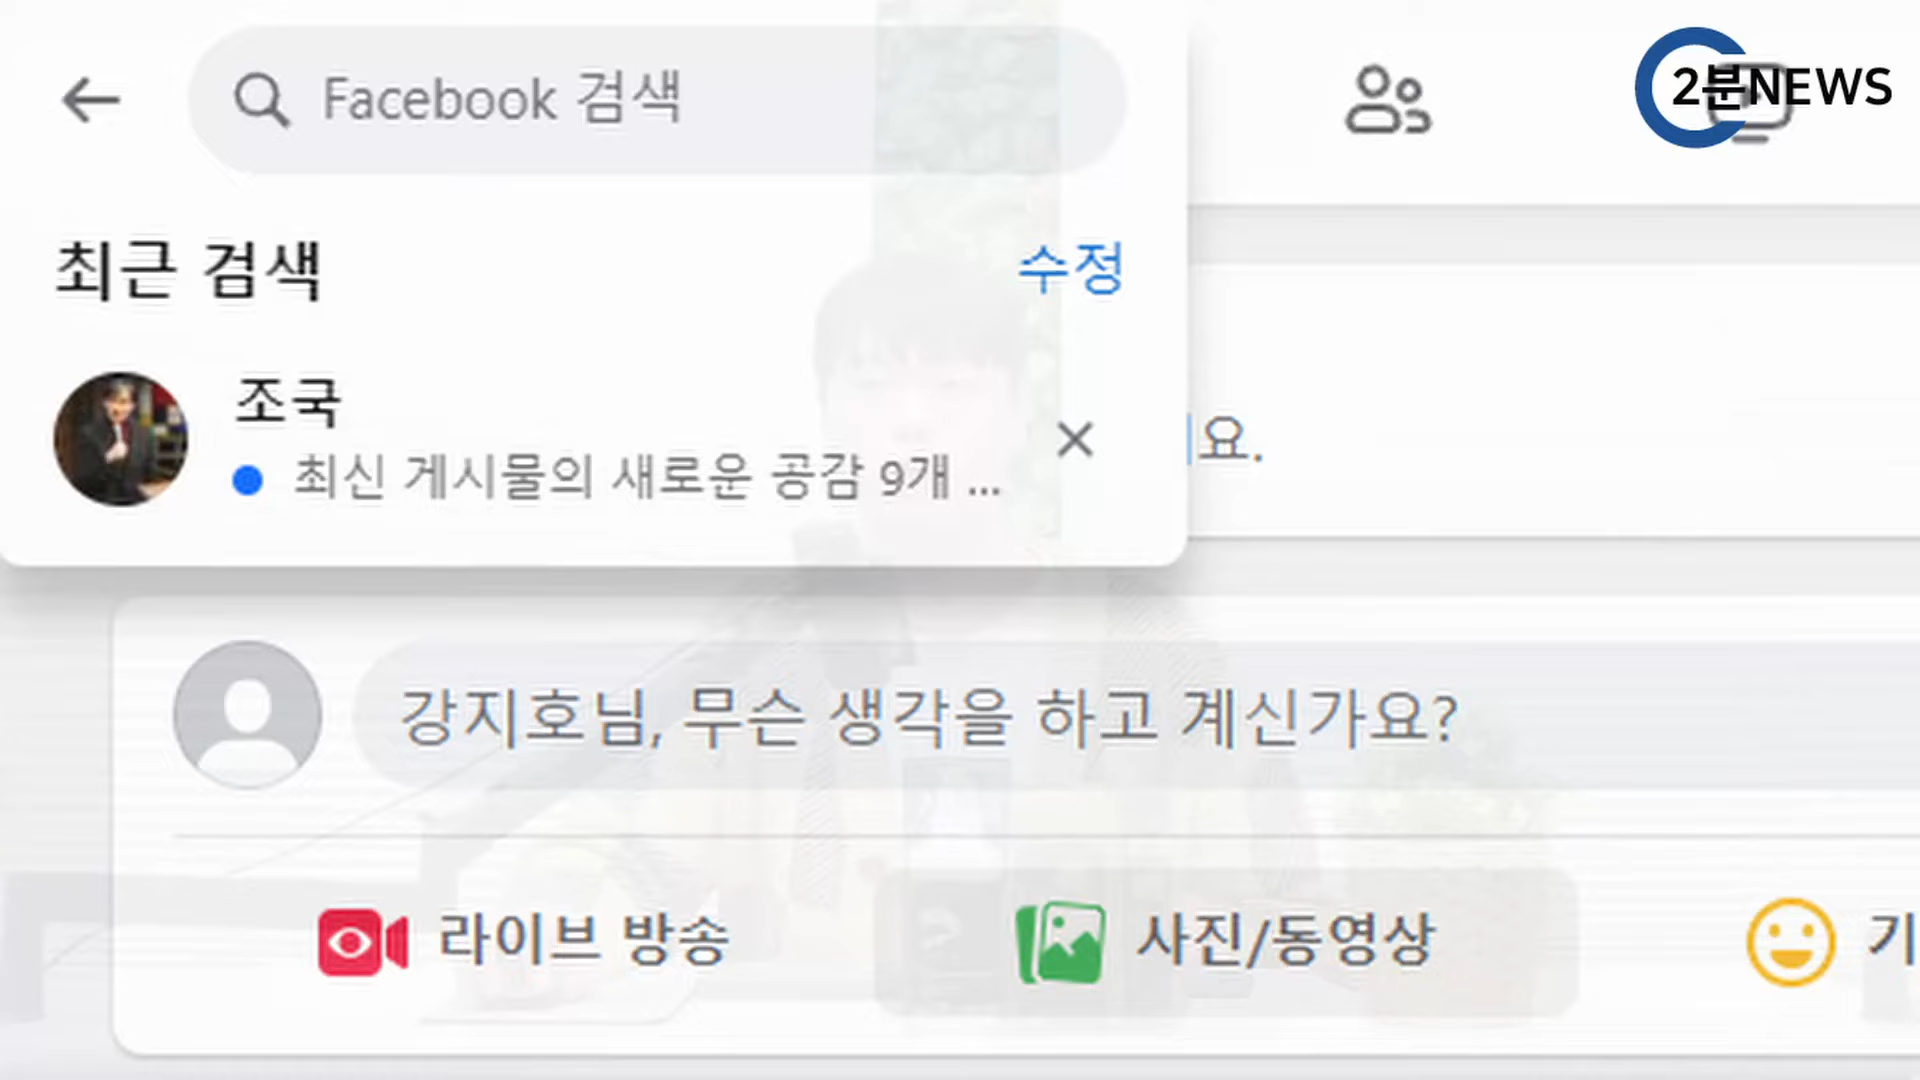 Facebook 검색
2분NEWS
최근 검색
수정
조국
최신 게시물의 새로운 공감 9개 ...
요.
강지호님, 무슨 생각을 하고 계신가요?
라이브 방송
사진/동영상
기